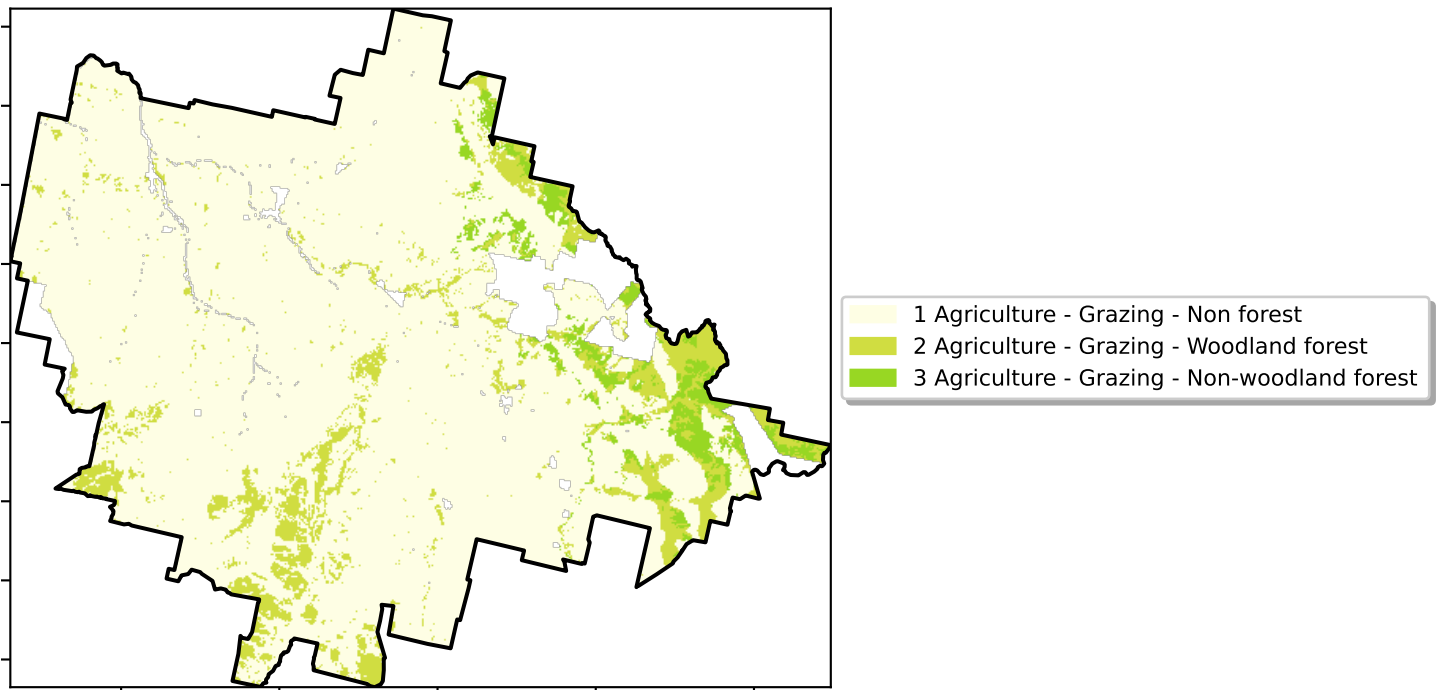 1 Agriculture - Grazing - Non forest
2 Agriculture - Grazing - Woodland forest
3 Agriculture - Grazing - Non-woodland forest